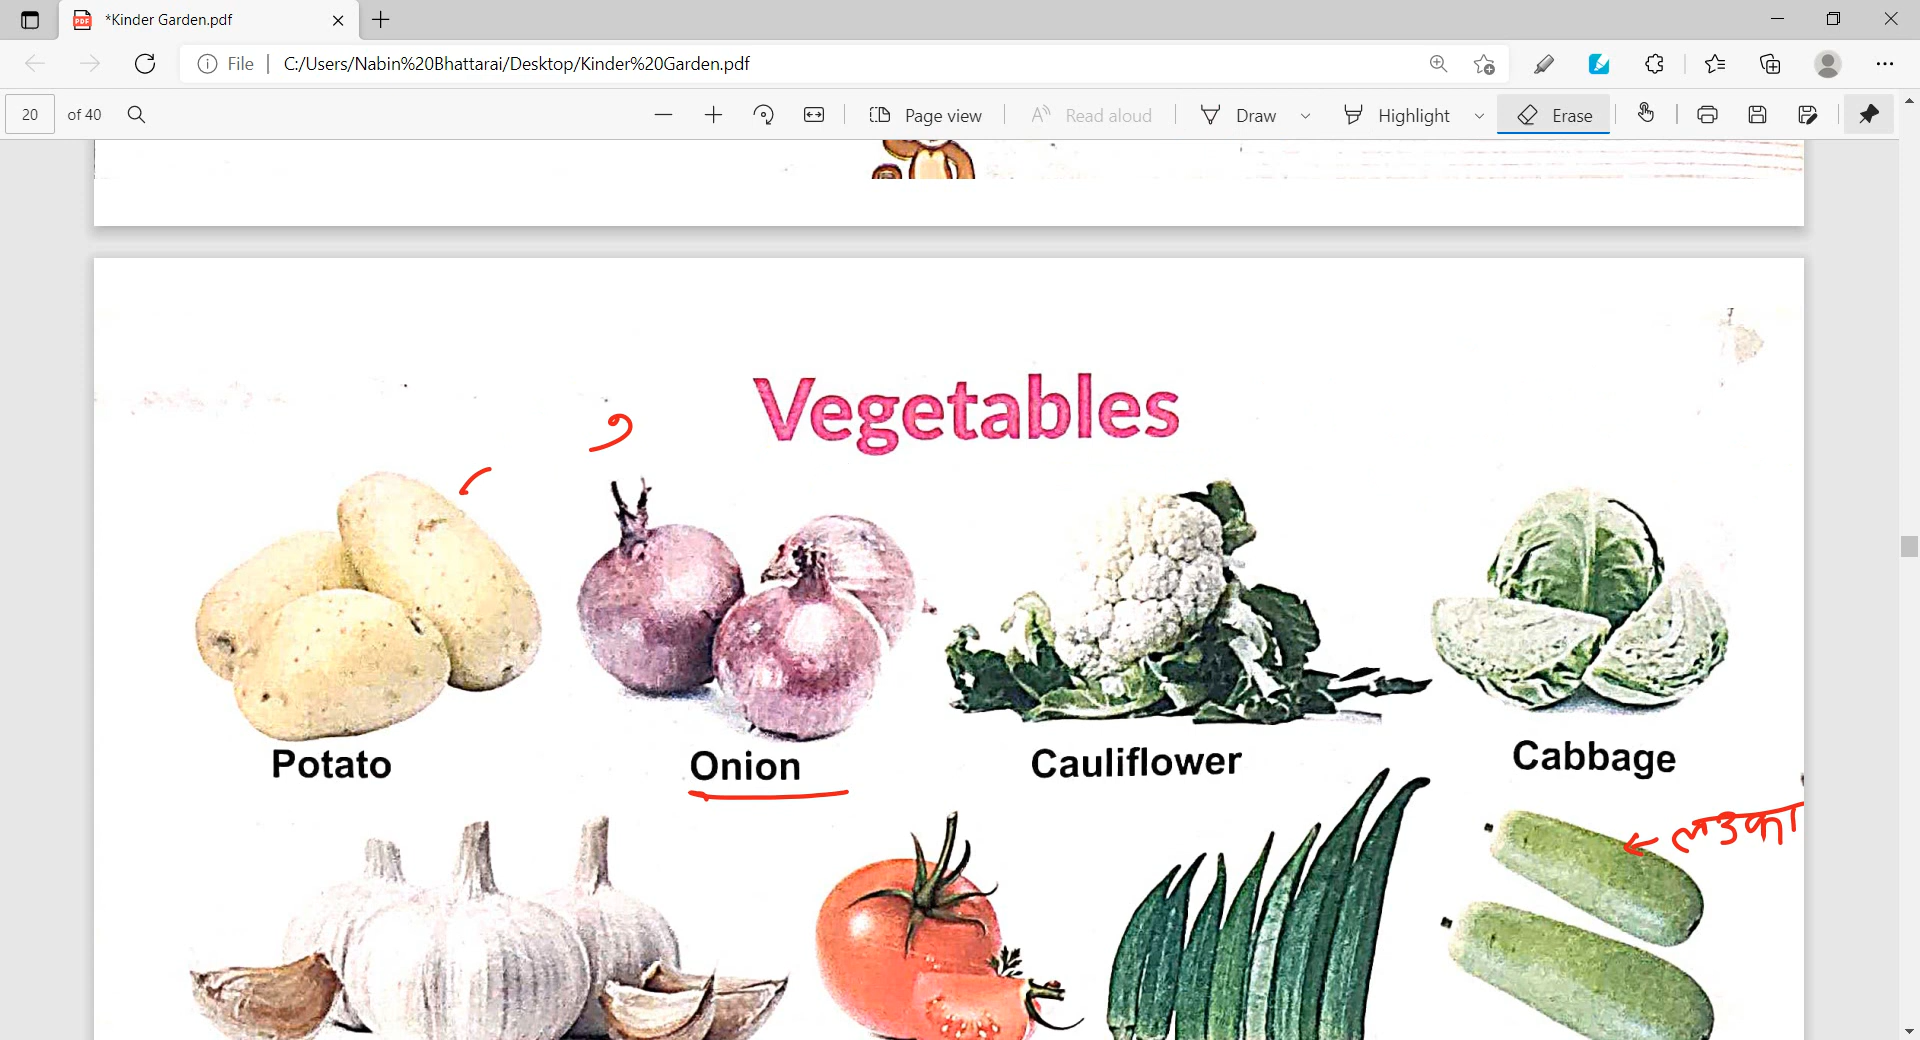 *Kinder Garden.pdf
File | C:/Users/Nabin%20Bhattarai/Desktop/Kinder%20Garden.pdf
20 of 40 Page view Read aloud Draw Highlight Erase
Vegetables
Potato Onion Cauliflower Cabbage
लउका